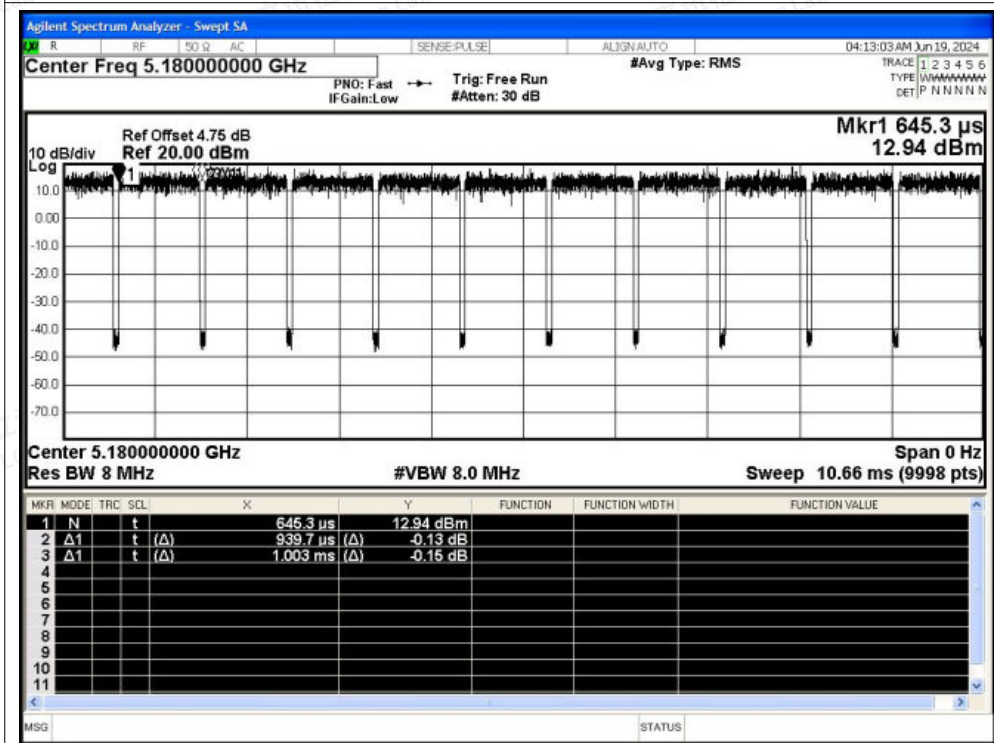 Agilent Spectrum Analyzer - Swept SA
LXI R RF 50 Ω AC SENSE:PULSE ALIGN AUTO 04:13:03 AM Jun 19, 2024
Center Freq 5.180000000 GHz #Avg Type: RMS TRACE 1 2 3 4 5 6
PNO: Fast Trig: Free Run TYPE WWWWWW
IFGain:Low #Atten: 30 dB DET P N N N N N
Mkr1 645.3 µs
12.94 dBm
Ref Offset 4.75 dB
10 dB/div Ref 20.00 dBm
Log
1
10.0
0.00
-10.0
-20.0
-30.0
-40.0
-50.0
-60.0
-70.0
Center 5.180000000 GHz Span 0 Hz
Res BW 8 MHz #VBW 8.0 MHz Sweep 10.66 ms (9998 pts)
MKR MODE TRC SCL X Y FUNCTION FUNCTION WIDTH FUNCTION VALUE
1 N t 645.3 µs 12.94 dBm
2 Δ1 t (Δ) 939.7 µs (Δ) -0.13 dB
3 Δ1 t (Δ) 1.003 ms (Δ) -0.15 dB
4
5
6
7
8
9
10
11
MSG STATUS